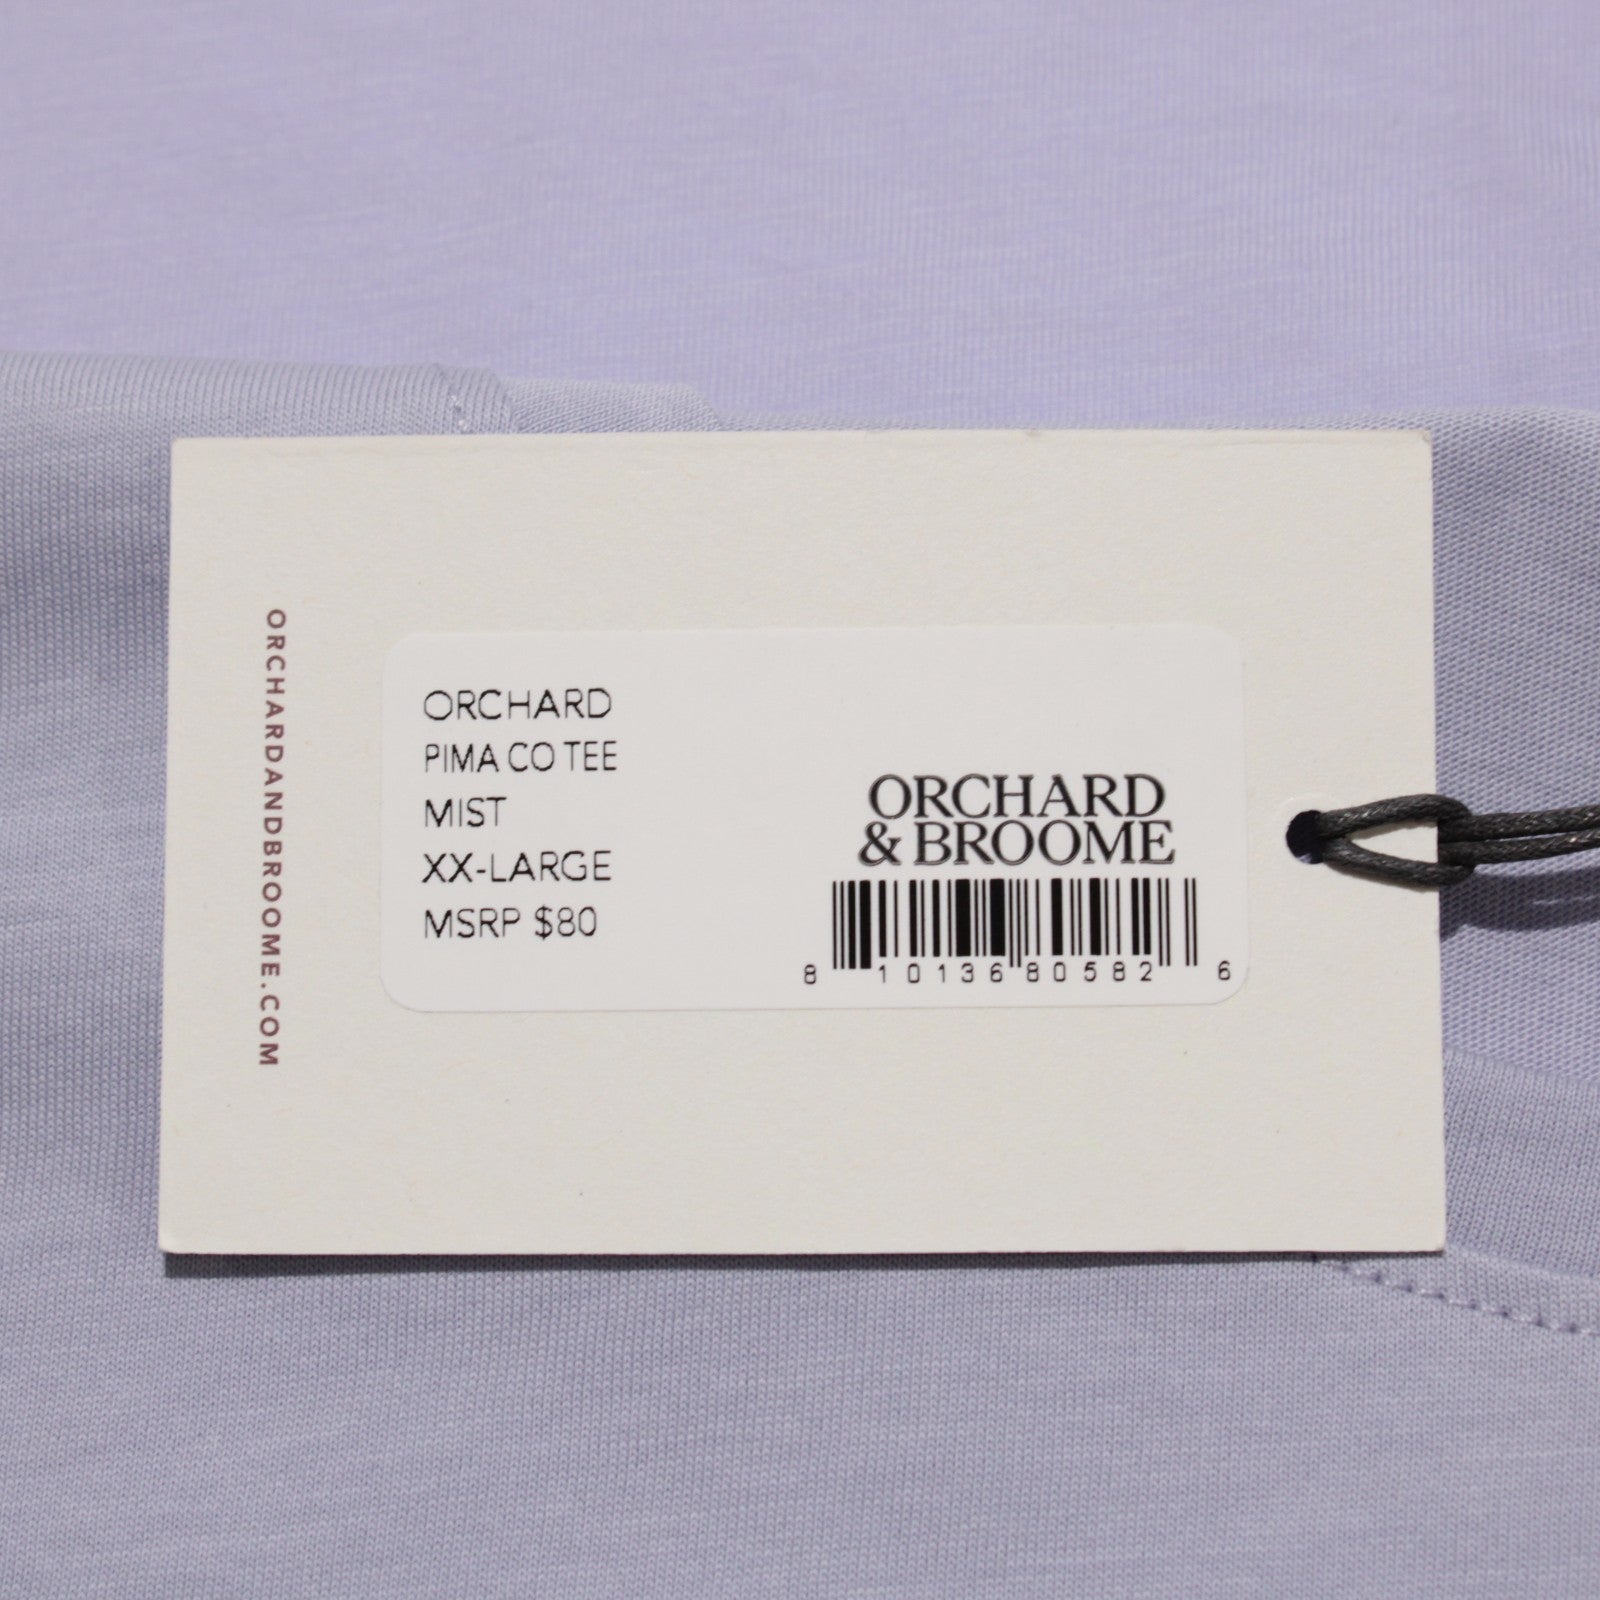 ORCHARDANDBROOME.COM
ORCHARD
PIMA CO TEE
MIST
XX-LARGE
MSRP $80
ORCHARD
& BROOME
8 10136 80582 6